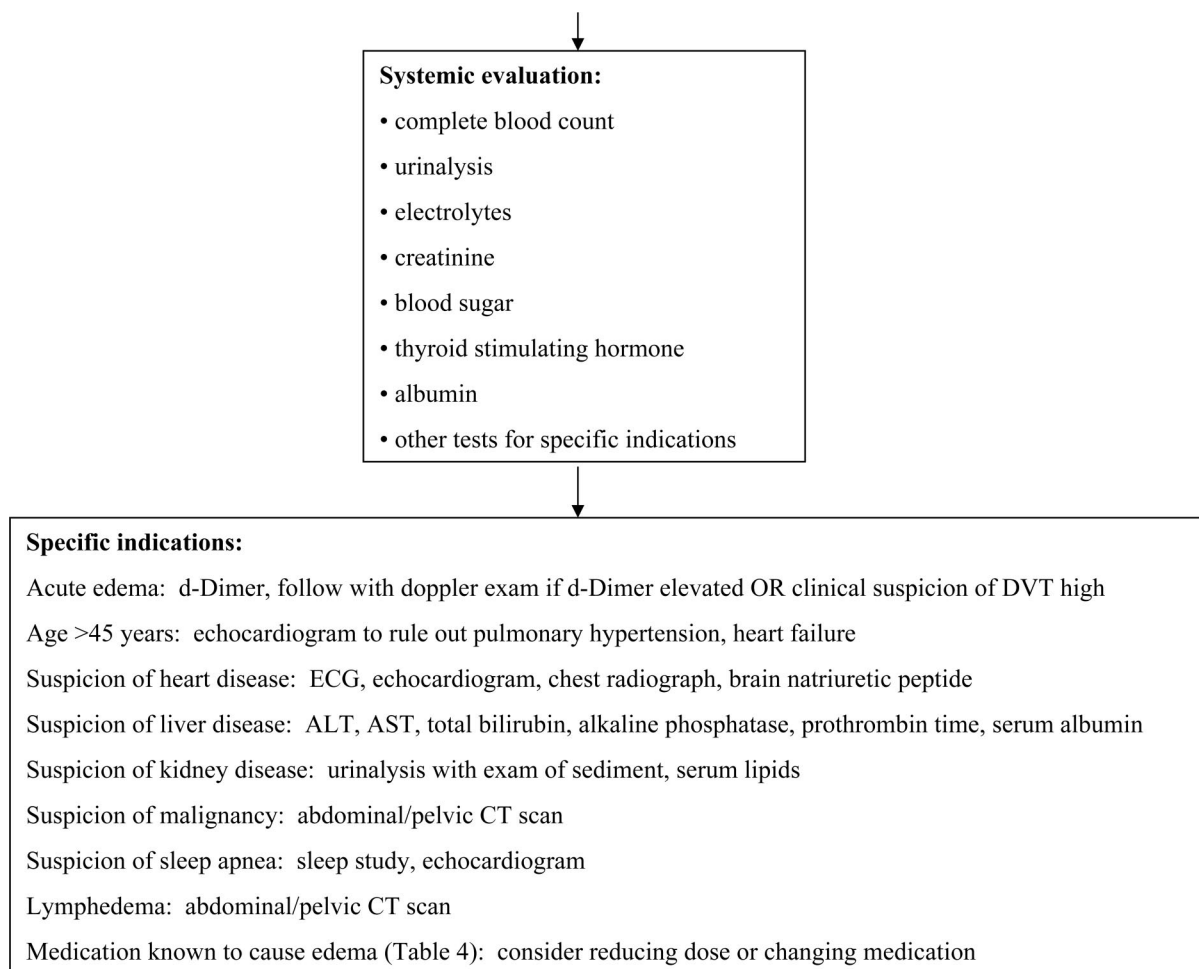 Systemic evaluation:
• complete blood count
• urinalysis
• electrolytes
• creatinine
• blood sugar
• thyroid stimulating hormone
• albumin
• other tests for specific indications
Specific indications:
Acute edema:  d-Dimer, follow with doppler exam if d-Dimer elevated OR clinical suspicion of DVT high
Age >45 years:  echocardiogram to rule out pulmonary hypertension, heart failure
Suspicion of heart disease:  ECG, echocardiogram, chest radiograph, brain natriuretic peptide
Suspicion of liver disease:  ALT, AST, total bilirubin, alkaline phosphatase, prothrombin time, serum albumin
Suspicion of kidney disease:  urinalysis with exam of sediment, serum lipids
Suspicion of malignancy:  abdominal/pelvic CT scan
Suspicion of sleep apnea:  sleep study, echocardiogram
Lymphedema:  abdominal/pelvic CT scan
Medication known to cause edema (Table 4):  consider reducing dose or changing medication